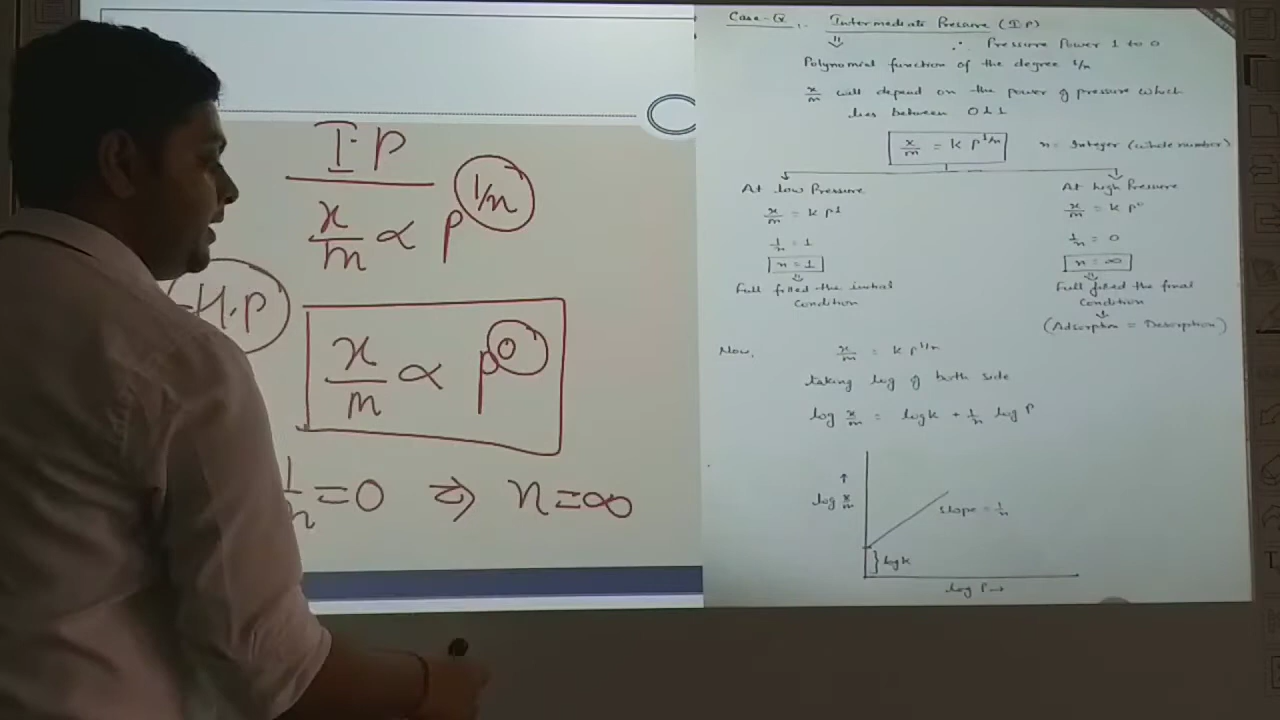 I.P
x/m ∝ P^1/n
H.P
x/m ∝ P^0
1/n = 0 ⇒ n = ∞
Case-II :. Intermediate Pressure (I.P)
⇓ ∴ Pressure Power 1 to 0
Polynomial function of the degree 1/n
x/m will depend on the power of pressure which
lies between 0 & 1
x/m = k P^1/n n = Integer (whole number)
At low Pressure
x/m = k P^1
1/n = 1
n = 1
⇓
Full filled the initial
Condition
At high Pressure
x/m = k P^0
1/n = 0
n = ∞
⇓
Full filled the final
Condition
↓
(Adsorption = Desorption)
Now, x/m = k P^1/n
taking log of both side
log x/m = log k + 1/n log P
↑
log x/m
slope = 1/n
} log k
log P →